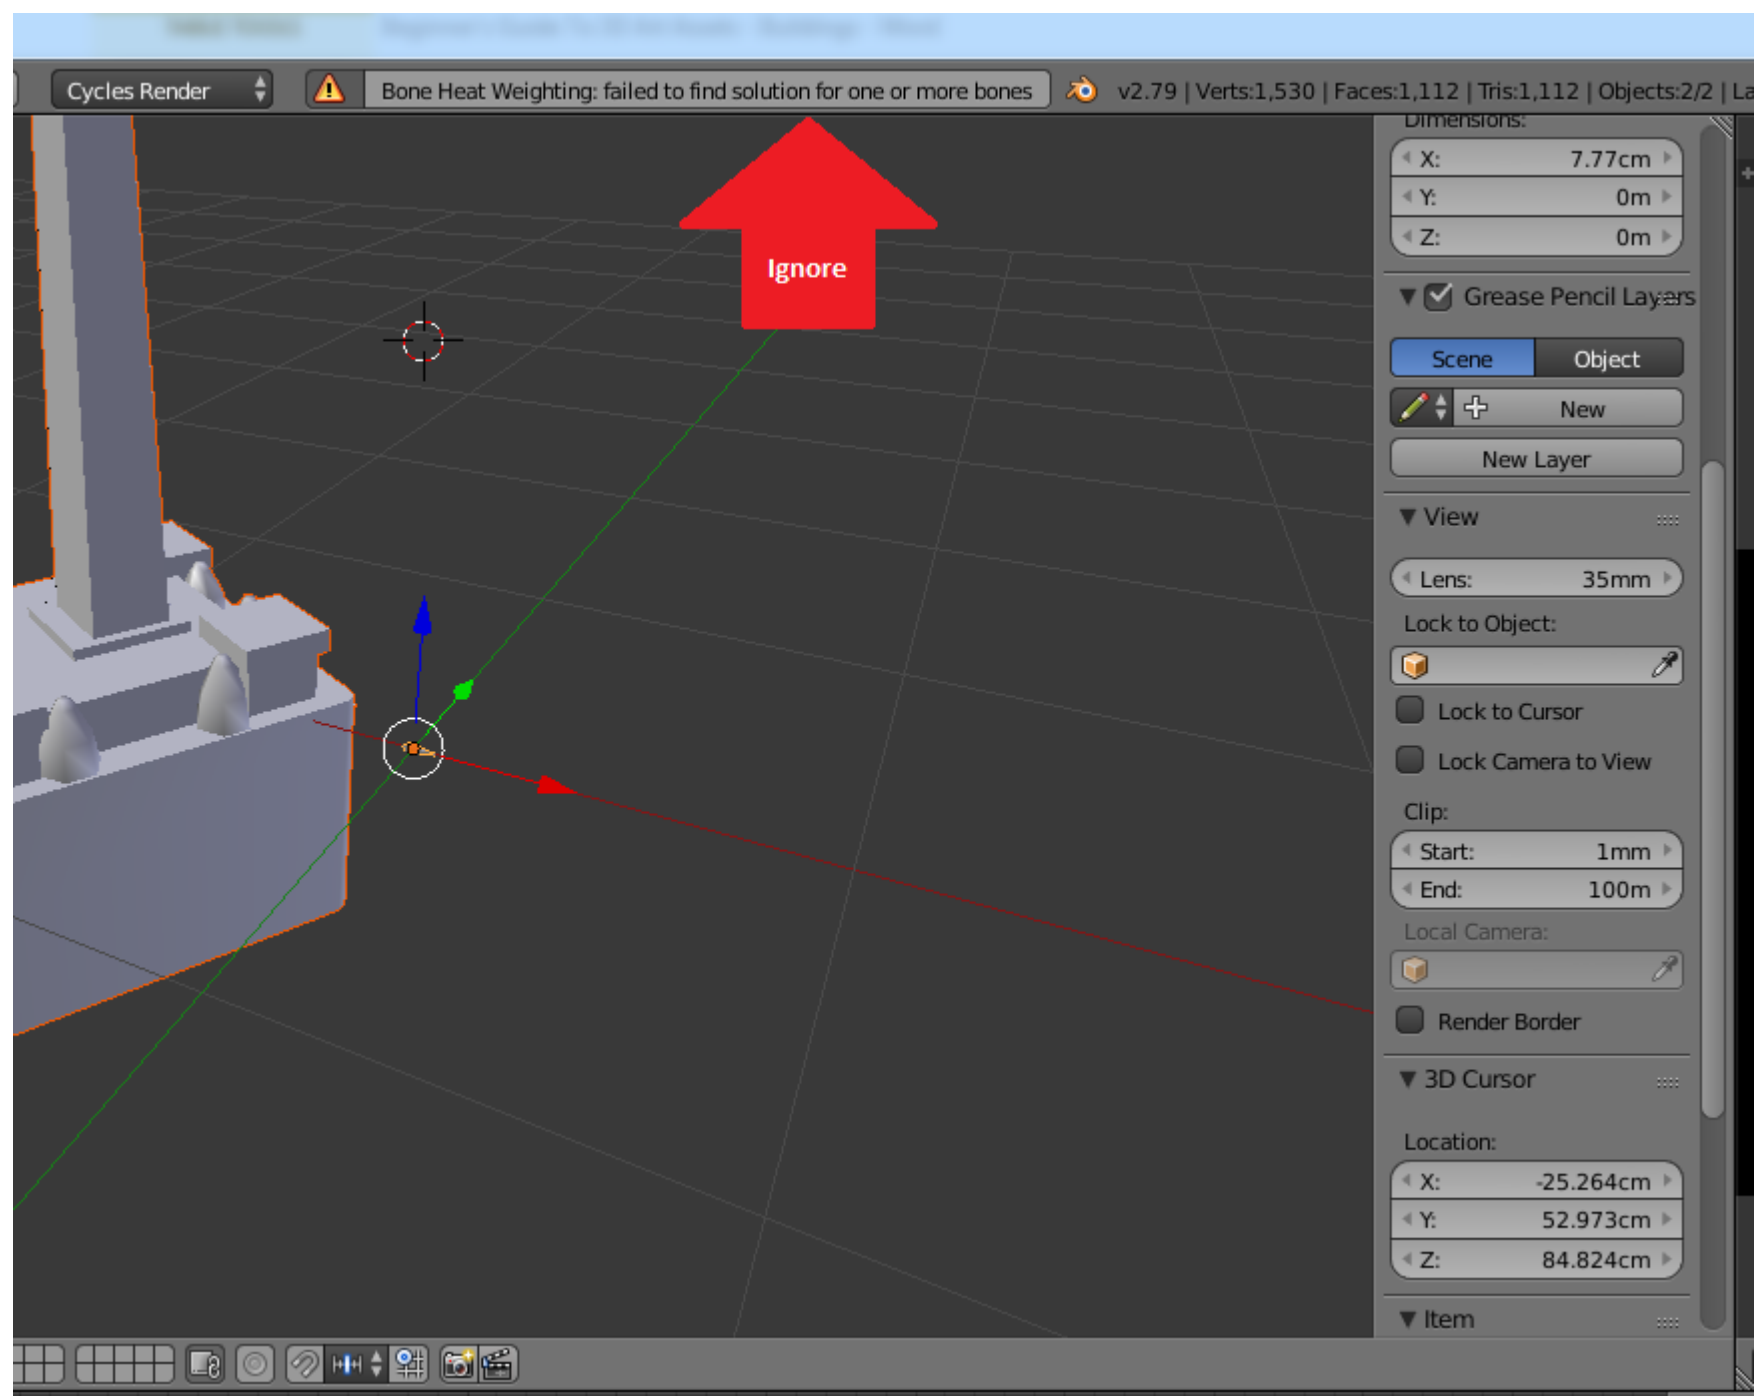 Cycles Render
Bone Heat Weighting: failed to find solution for one or more bones
v2.79 | Verts:1,530 | Faces:1,112 | Tris:1,112 | Objects:2/2 | La
Ignore
Dimensions:
X: 7.77cm
Y: 0m
Z: 0m
Grease Pencil Layers
Scene Object
New
New Layer
View
Lens: 35mm
Lock to Object:
Lock to Cursor
Lock Camera to View
Clip:
Start: 1mm
End: 100m
Local Camera:
Render Border
3D Cursor
Location:
X: -25.264cm
Y: 52.973cm
Z: 84.824cm
Item